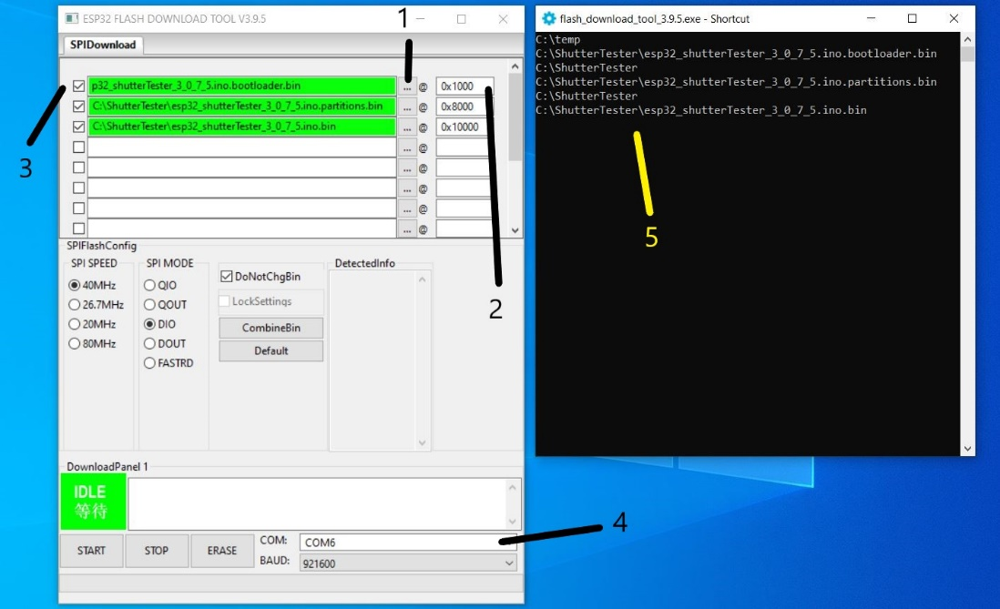 ESP32 FLASH DOWNLOAD TOOL V3.9.5
1
SPIDownload
p32_shutterTester_3_0_7_5.ino.bootloader.bin ... @ 0x1000
C:\ShutterTester\esp32_shutterTester_3_0_7_5.ino.partitions.bin ... @ 0x8000
C:\ShutterTester\esp32_shutterTester_3_0_7_5.ino.bin ... @ 0x10000
... @
... @
... @
... @
... @
3
2
SPIFlashConfig
SPI SPEED
40MHz
26.7MHz
20MHz
80MHz
SPI MODE
QIO
QOUT
DIO
DOUT
FASTRD
DoNotChgBin
LockSettings
CombineBin
Default
DetectedInfo
DownloadPanel 1
IDLE
等待
START STOP ERASE
COM: COM6
BAUD: 921600
4
flash_download_tool_3.9.5.exe - Shortcut
C:\temp
C:\ShutterTester\esp32_shutterTester_3_0_7_5.ino.bootloader.bin
C:\ShutterTester
C:\ShutterTester\esp32_shutterTester_3_0_7_5.ino.partitions.bin
C:\ShutterTester
C:\ShutterTester\esp32_shutterTester_3_0_7_5.ino.bin
5